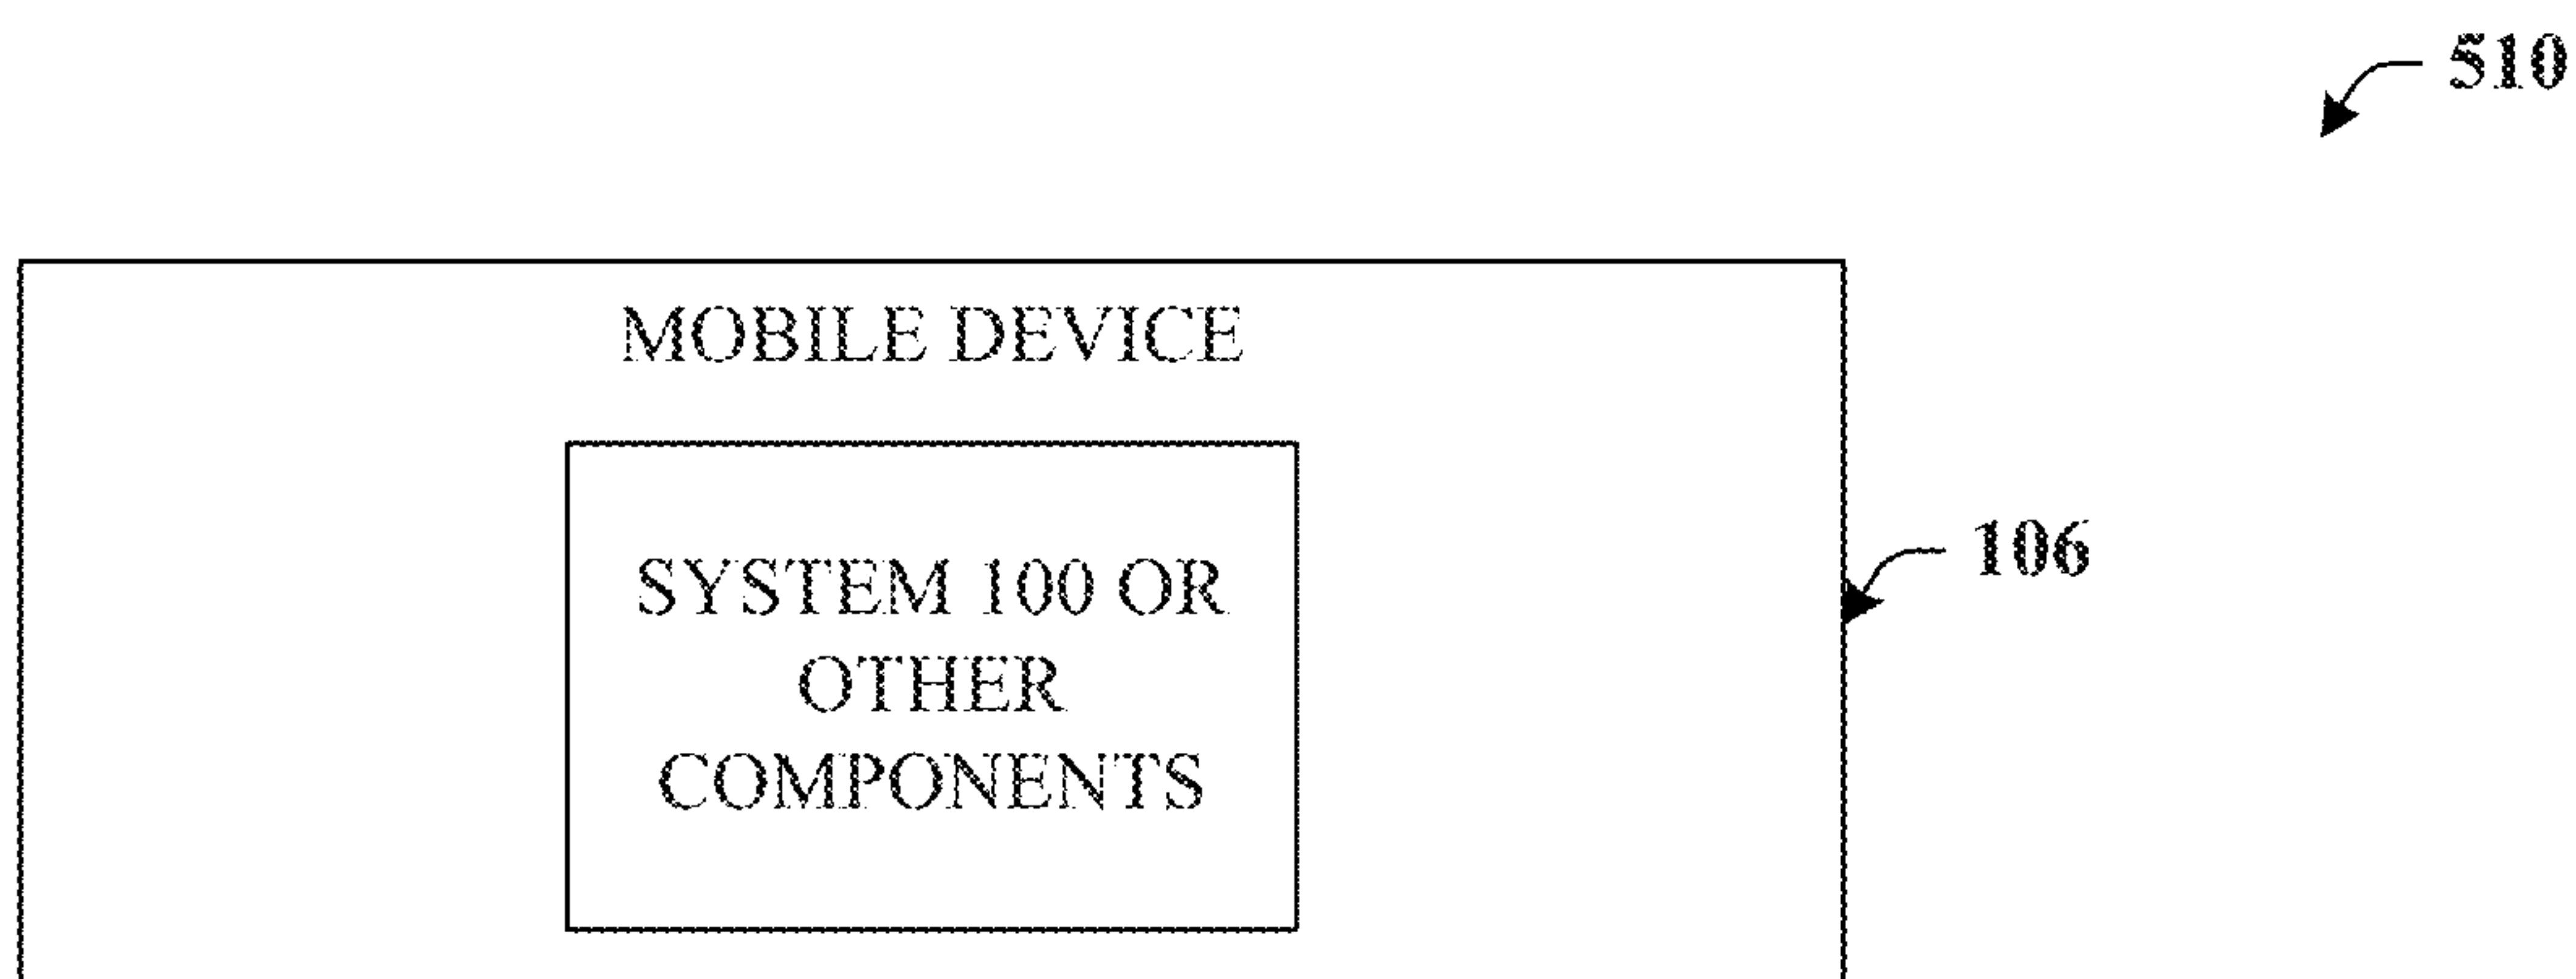 510
MOBILE DEVICE
106
SYSTEM 100 OR
OTHER
COMPONENTS